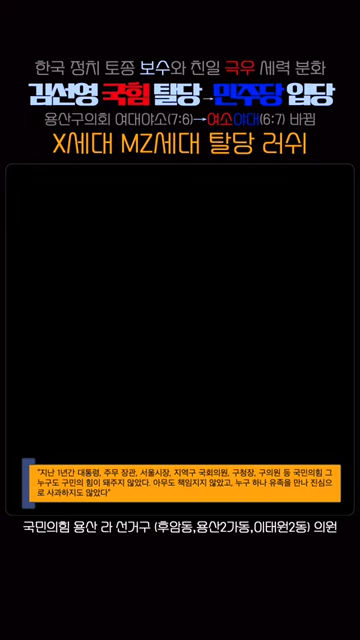 한국 정치 토종 보수와 친일 극우 세력 분화
김선영 국힘 탈당→민주당 입당
용산구의회 여대야소(7:6)→여소야대(6:7) 바뀜
X세대 MZ세대 탈당 러쉬
"지난 1년간 대통령, 주무 장관, 서울시장, 지역구 국회의원, 구청장, 구의원 등 국민의힘 그
누구도 구민의 힘이 돼주지 않았다. 아무도 책임지지 않았고, 누구 하나 유족을 만나 진심으
로 사과하지도 않았다"
국민의힘 용산 라 선거구 (후암동,용산2가동,이태원2동) 의원